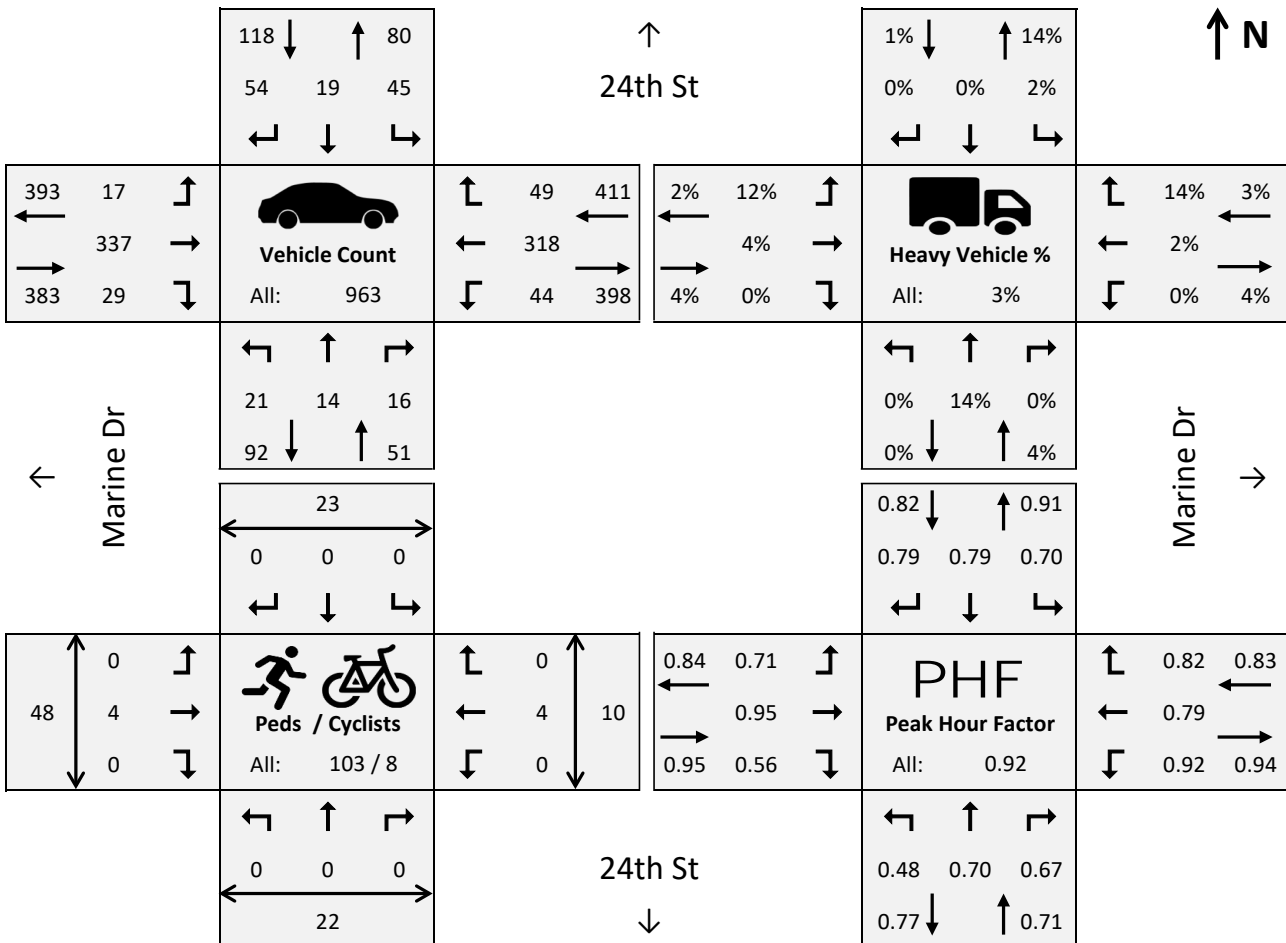 118 80 ↑ 1% 14% N
54 19 45 24th St 0% 0% 2%
393 17 49 411 2% 12% 14% 3%
337 Vehicle Count 318 4% Heavy Vehicle % 2%
383 29 All: 963 44 398 4% 0% All: 3% 0% 4%
21 14 16 0% 14% 0%
92 51 0% 4%
← Marine Dr
Marine Dr →
23 0.82 0.91
0 0 0 0.79 0.79 0.70
0 0 0.84 0.71 PHF 0.82 0.83
48 4 Peds / Cyclists 4 10 0.95 Peak Hour Factor 0.79
0 All: 103 / 8 0 0.95 0.56 All: 0.92 0.92 0.94
0 0 0 24th St 0.48 0.70 0.67
22 ↓ 0.77 0.71